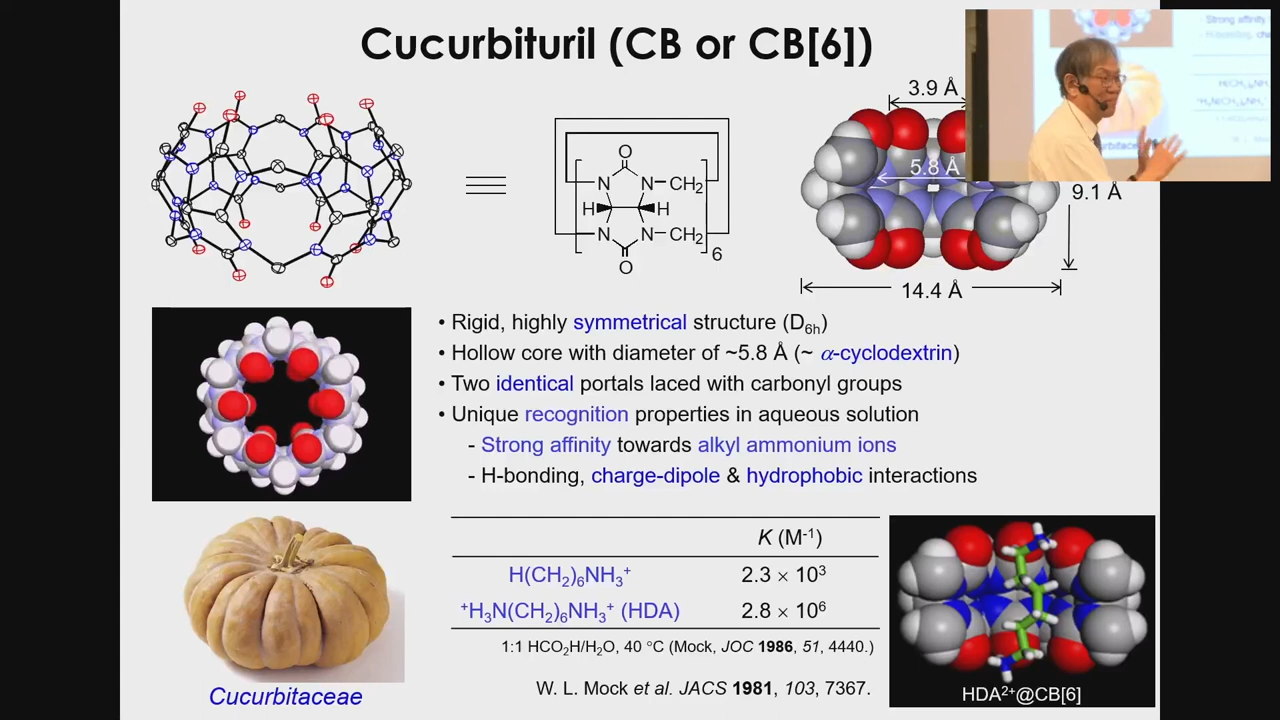 Cucurbituril (CB or CB[6])
3.9 Å
5.8 Å
9.1 Å
14.4 Å
O
N N CH2
H H
N N CH2
6
O
• Rigid, highly symmetrical structure (D6h)
• Hollow core with diameter of ~5.8 Å (~ α-cyclodextrin)
• Two identical portals laced with carbonyl groups
• Unique recognition properties in aqueous solution
- Strong affinity towards alkyl ammonium ions
- H-bonding, charge-dipole & hydrophobic interactions
K (M-1)
H(CH2)6NH3+ 2.3 × 10³
+H3N(CH2)6NH3+ (HDA) 2.8 × 10⁶
1:1 HCO2H/H2O, 40 °C (Mock, JOC 1986, 51, 4440.)
W. L. Mock et al. JACS 1981, 103, 7367.
Cucurbitaceae
HDA2+@CB[6]
Strong affinity